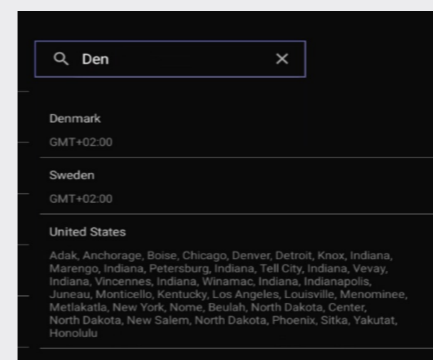 Den
Denmark
GMT+02:00
Sweden
GMT+02:00
United States
Adak, Anchorage, Boise, Chicago, Denver, Detroit, Knox, Indiana,
Marengo, Indiana, Petersburg, Indiana, Tell City, Indiana, Vevay,
Indiana, Vincennes, Indiana, Winamac, Indiana, Indianapolis,
Juneau, Monticello, Kentucky, Los Angeles, Louisville, Menominee,
Metlakatla, New York, Nome, Beulah, North Dakota, Center,
North Dakota, New Salem, North Dakota, Phoenix, Sitka, Yakutat,
Honolulu